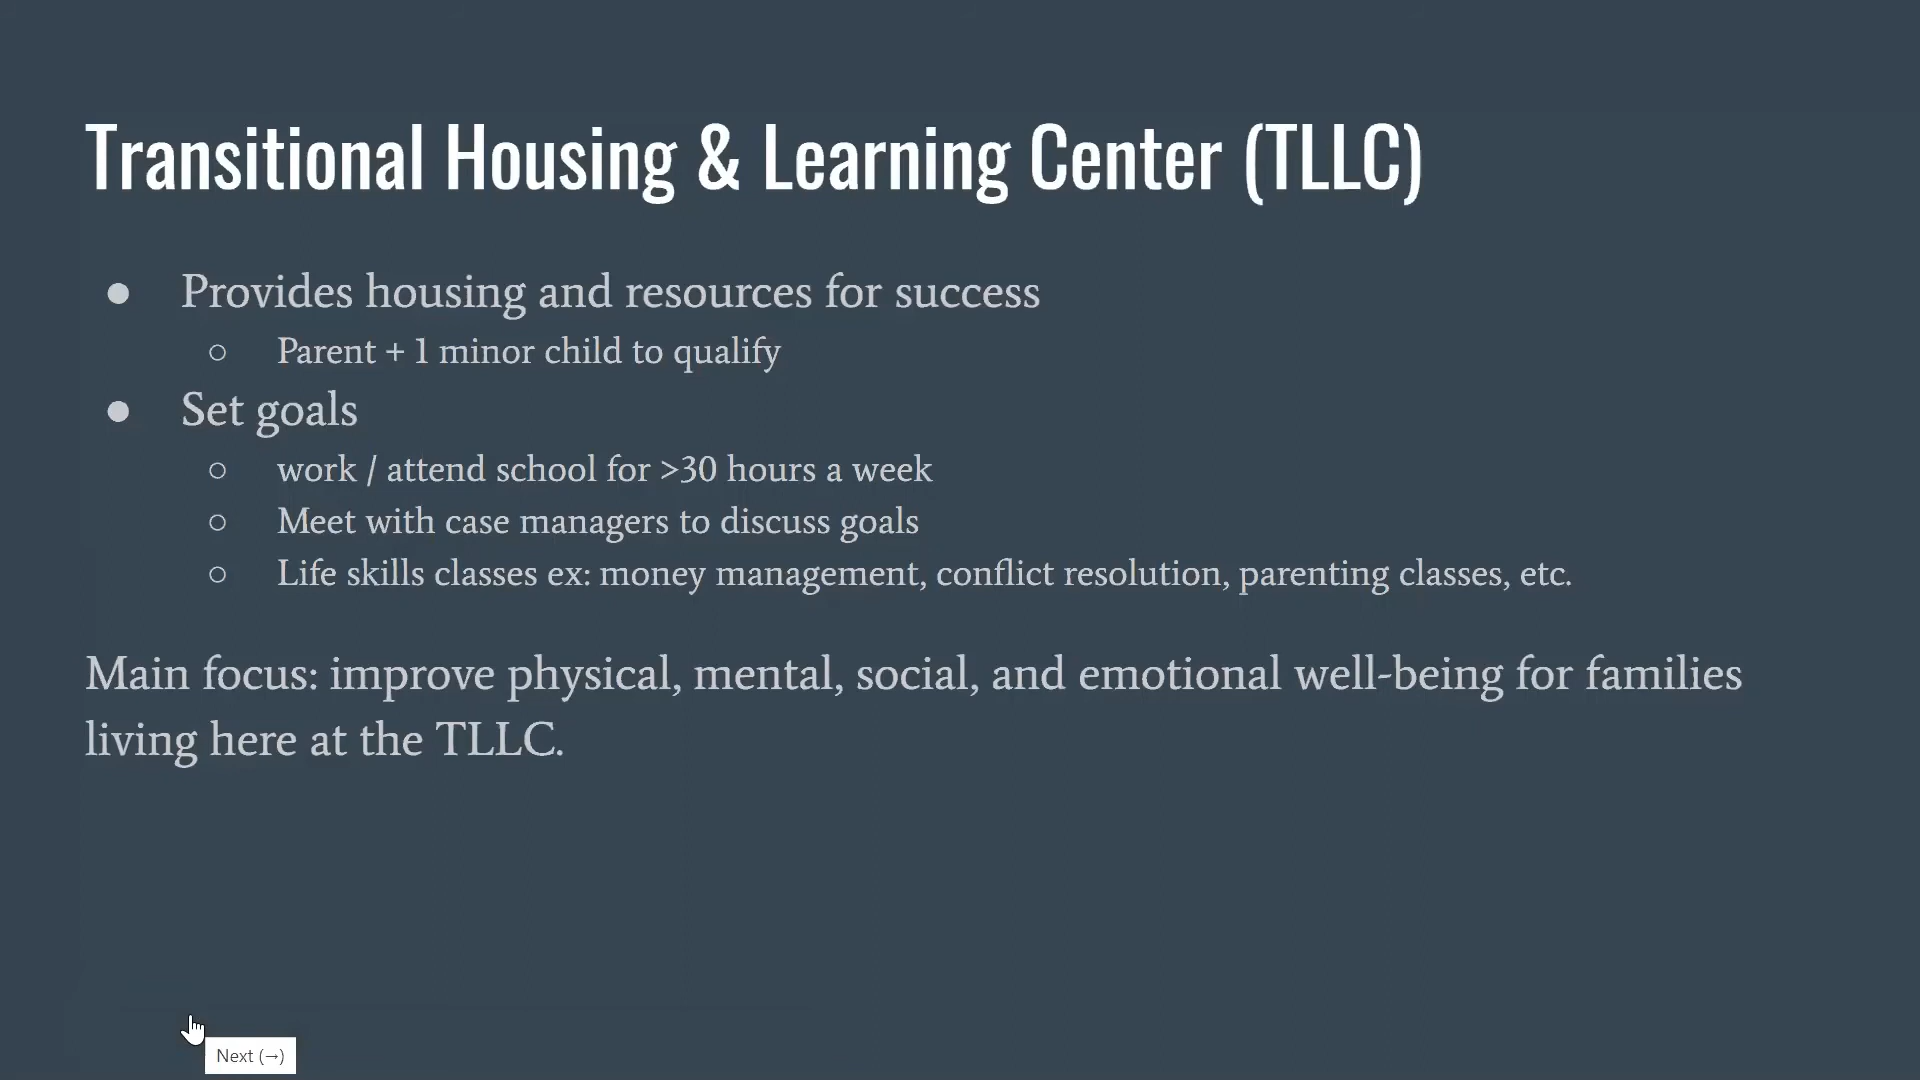 Transitional Housing & Learning Center (TLLC)
● Provides housing and resources for success
○ Parent + 1 minor child to qualify
● Set goals
○ work / attend school for >30 hours a week
○ Meet with case managers to discuss goals
○ Life skills classes ex: money management, conflict resolution, parenting classes, etc.
Main focus: improve physical, mental, social, and emotional well-being for families
living here at the TLLC.
Next (→)